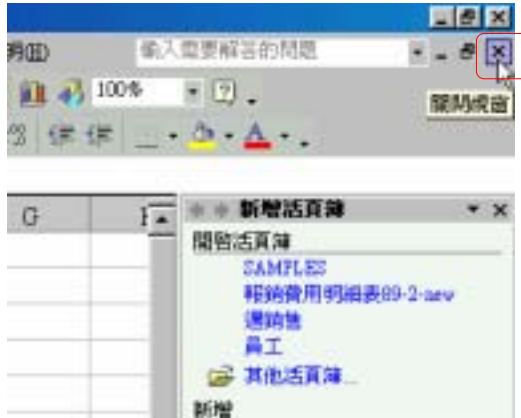 明(H) 輸入需要解答的問題
100%
關閉視窗
G
新增活頁簿
開啟活頁簿
SAMPLES
報銷費用明細表89-2-new
週銷售
員工
其他活頁簿...
新增